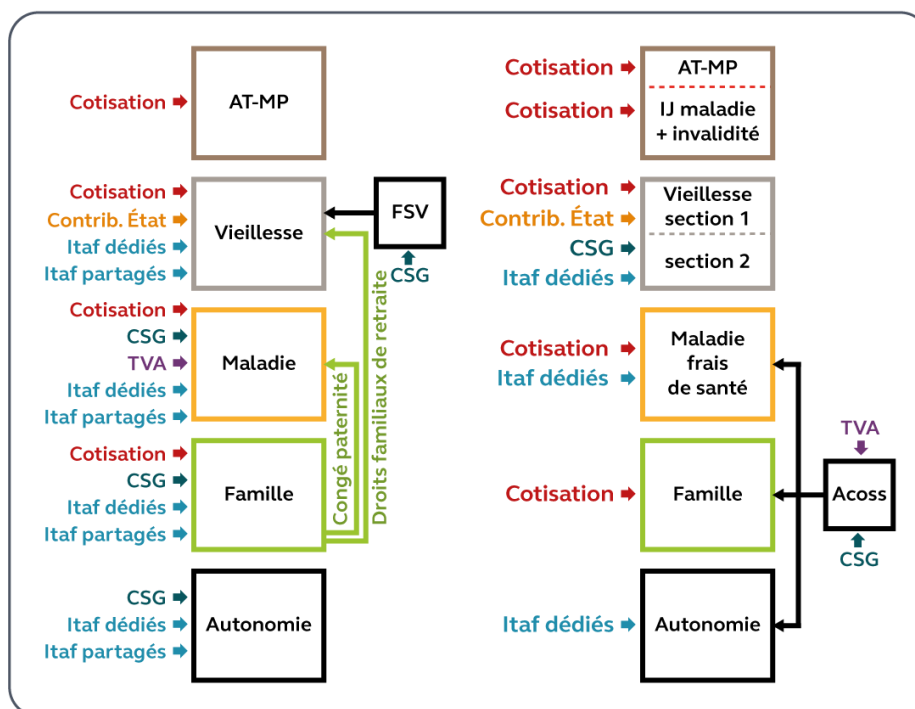 Cotisation
AT-MP
Cotisation
Contrib. État
Itaf dédiés
Itaf partagés
Vieillesse
FSV
CSG
Cotisation
CSG
TVA
Itaf dédiés
Itaf partagés
Maladie
Cotisation
CSG
Itaf dédiés
Itaf partagés
Famille
Congé paternité
Droits familiaux de retraite
CSG
Itaf dédiés
Itaf partagés
Autonomie
Cotisation
AT-MP
Cotisation
IJ maladie
+ invalidité
Cotisation
Contrib. État
CSG
Itaf dédiés
Vieillesse
section 1
section 2
Cotisation
Itaf dédiés
Maladie
frais
de santé
Cotisation
Famille
TVA
Acoss
CSG
Itaf dédiés
Autonomie